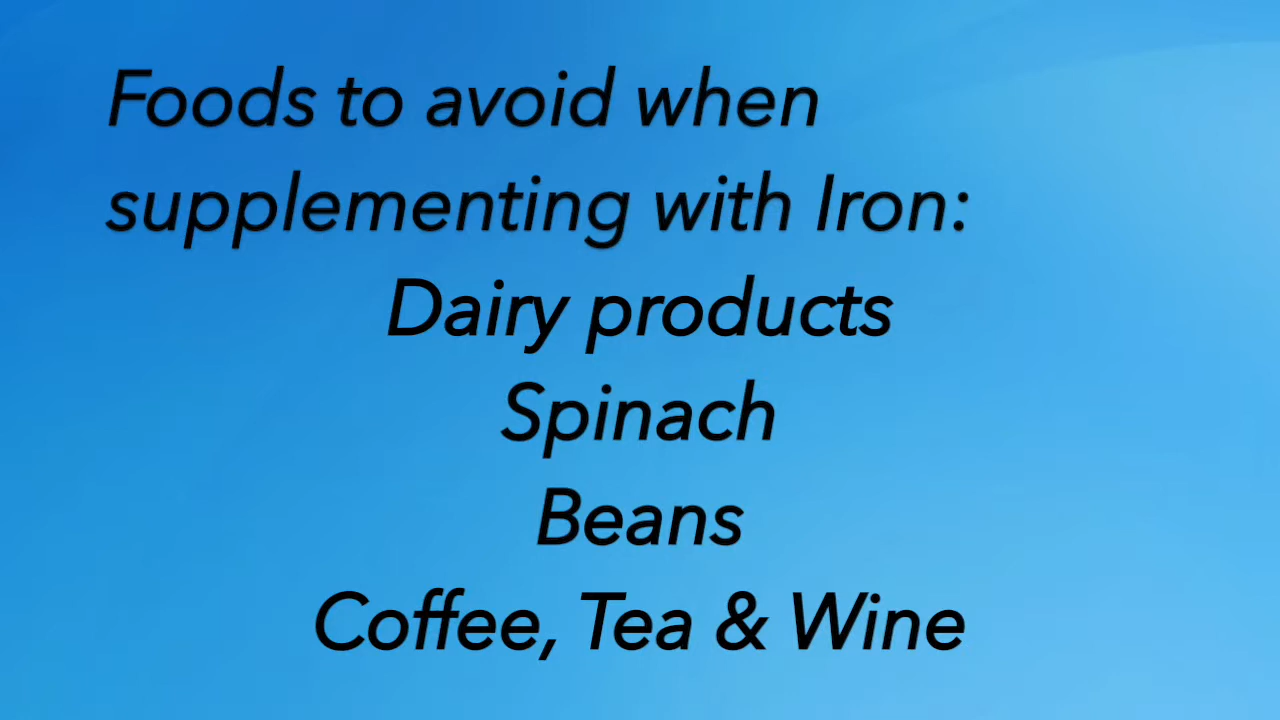 Foods to avoid when
supplementing with Iron:
Dairy products
Spinach
Beans
Coffee, Tea & Wine